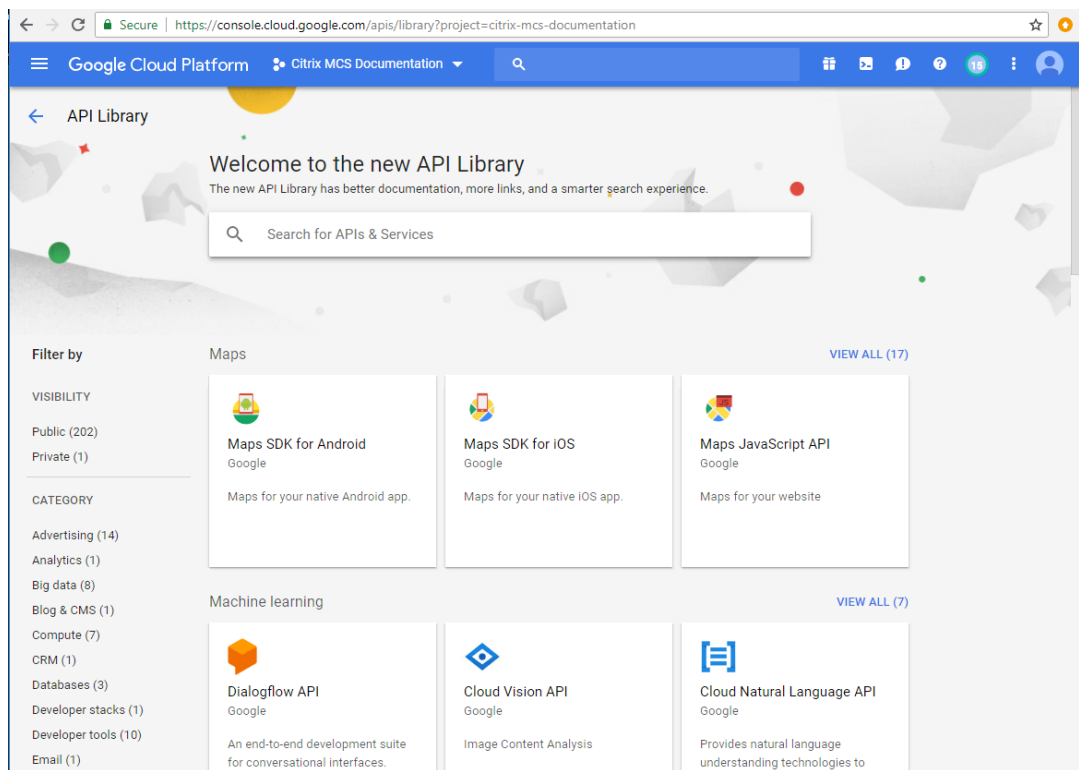 Secure | https://console.cloud.google.com/apis/library?project=citrix-mcs-documentation
Google Cloud Platform
Citrix MCS Documentation
15
API Library
Welcome to the new API Library
The new API Library has better documentation, more links, and a smarter search experience.
Search for APIs & Services
Filter by
VISIBILITY
Public (202)
Private (1)
CATEGORY
Advertising (14)
Analytics (1)
Big data (8)
Blog & CMS (1)
Compute (7)
CRM (1)
Databases (3)
Developer stacks (1)
Developer tools (10)
Email (1)
Maps
VIEW ALL (17)
Maps SDK for Android
Google
Maps for your native Android app.
Maps SDK for iOS
Google
Maps for your native iOS app.
JS
Maps JavaScript API
Google
Maps for your website
Machine learning
VIEW ALL (7)
Dialogflow API
Google
An end-to-end development suite
for conversational interfaces.
Cloud Vision API
Google
Image Content Analysis
Cloud Natural Language API
Google
Provides natural language
understanding technologies to